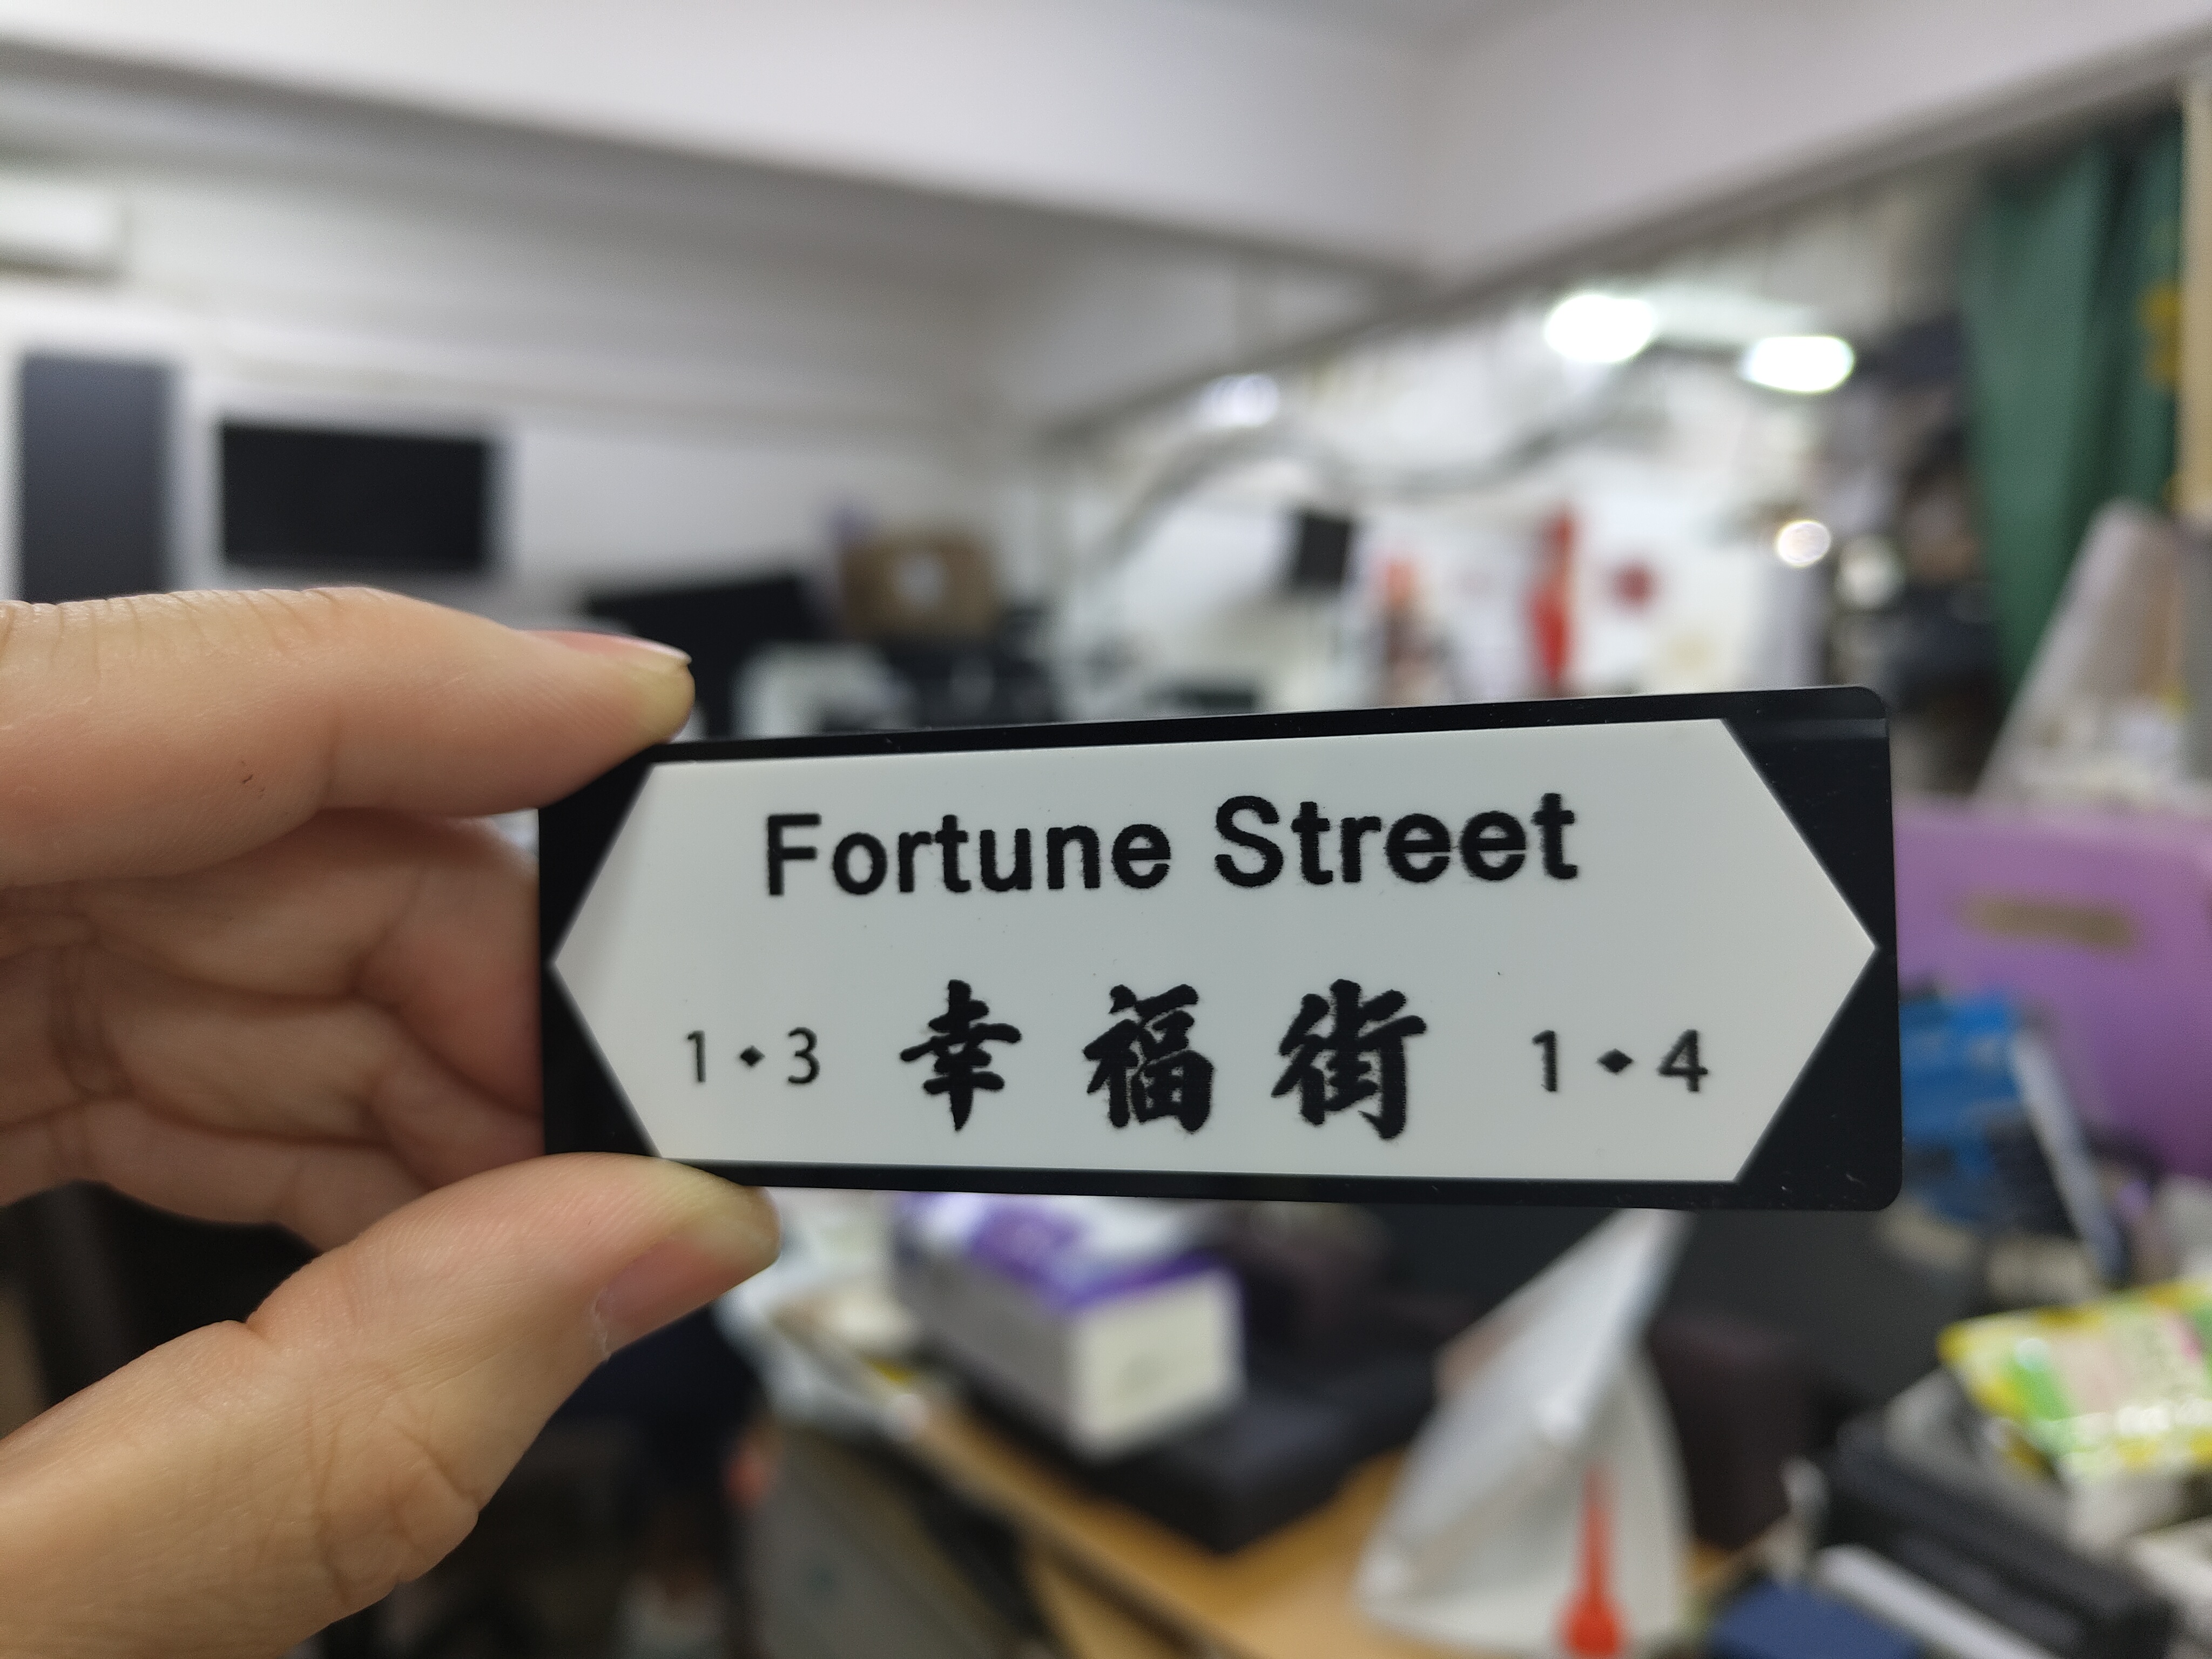 Fortune Street
1◆3 幸福街 1◆4